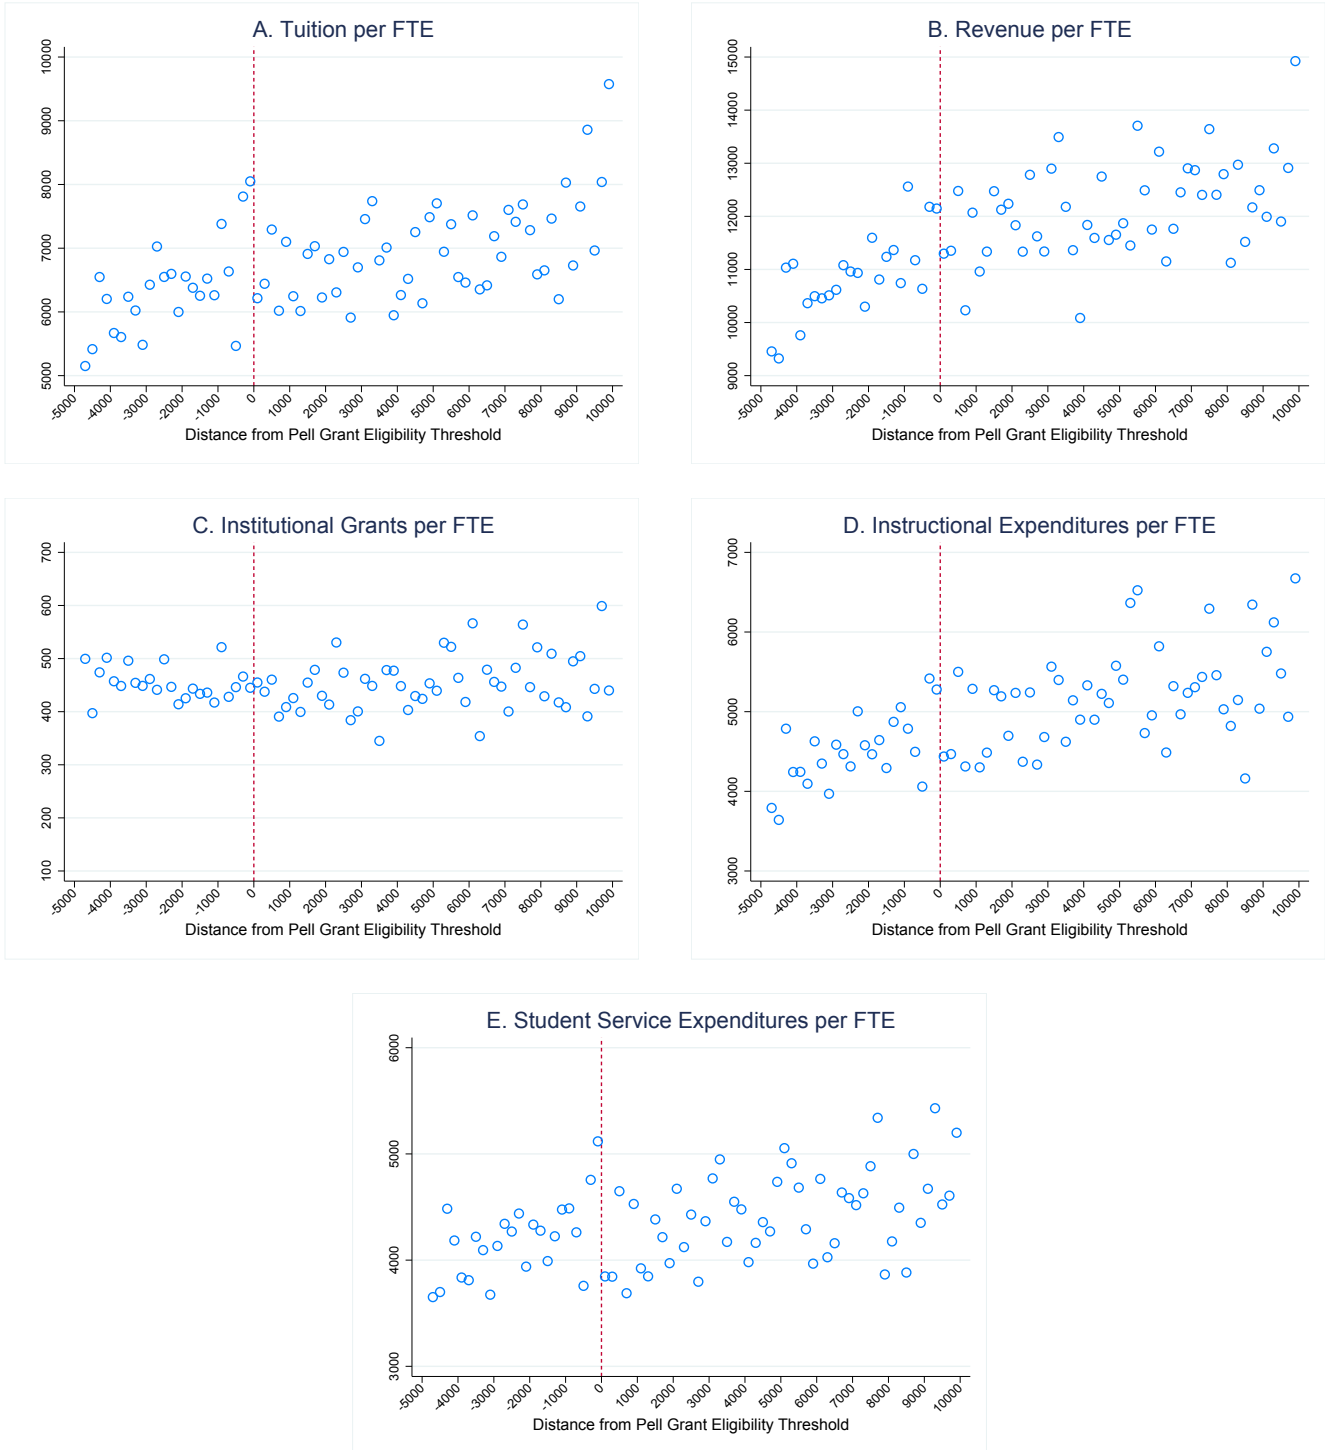 A. Tuition per FTE
10000
9000
8000
7000
6000
5000
-5000 -4000 -3000 -2000 -1000 0 1000 2000 3000 4000 5000 6000 7000 8000 9000 10000
Distance from Pell Grant Eligibility Threshold
B. Revenue per FTE
15000
14000
13000
12000
11000
10000
9000
-5000 -4000 -3000 -2000 -1000 0 1000 2000 3000 4000 5000 6000 7000 8000 9000 10000
Distance from Pell Grant Eligibility Threshold
C. Institutional Grants per FTE
700
600
500
400
300
200
100
-5000 -4000 -3000 -2000 -1000 0 1000 2000 3000 4000 5000 6000 7000 8000 9000 10000
Distance from Pell Grant Eligibility Threshold
D. Instructional Expenditures per FTE
7000
6000
5000
4000
3000
-5000 -4000 -3000 -2000 -1000 0 1000 2000 3000 4000 5000 6000 7000 8000 9000 10000
Distance from Pell Grant Eligibility Threshold
E. Student Service Expenditures per FTE
6000
5000
4000
3000
-5000 -4000 -3000 -2000 -1000 0 1000 2000 3000 4000 5000 6000 7000 8000 9000 10000
Distance from Pell Grant Eligibility Threshold